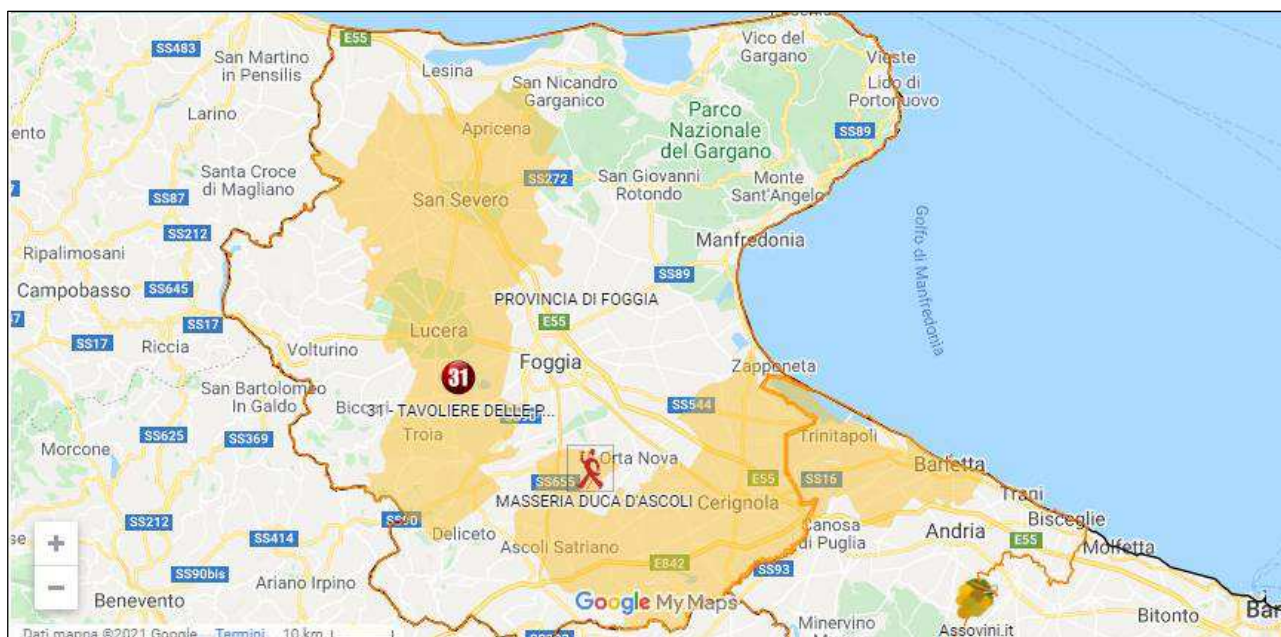 E55
SS483
San Martino
in Pensilis
Lesina
Vico del
Gargano
Vieste
Lido di
Portonuovo
San Nicandro
Garganico
Larino
Apricena
Parco
Nazionale
del Gargano
SS89
Santa Croce
di Magliano
SS272
San Giovanni
Rotondo
Monte
Sant'Angelo
SS87
San Severo
SS212
Ripalimosani
Manfredonia
Golfo di Manfredonia
SS89
Campobasso
SS645
PROVINCIA DI FOGGIA
SS17
Lucera
E55
SS17
Riccia
Volturino
Foggia
Zapponeta
31
San Bartolomeo
in Galdo
Biccari
31 - TAVOLIERE DELLE P...
SS90
SS544
Morcone
SS625
SS369
Troia
Trinitapoli
Orta Nova
Barletta
SS655
E55
SS16
MASSERIA DUCA D'ASCOLI
Cerignola
Trani
Bisceglie
SS212
SS90
Deliceto
Canosa
di Puglia
Andria
E55
Molfetta
SS414
Ascoli Satriano
E842
SS93
SS90bis
Ariano Irpino
Benevento
Google My Maps
Minervino
Assovini.it
Bitonto
Bari
+
−
Dati mappa ©2021 Google
Termini
10 km